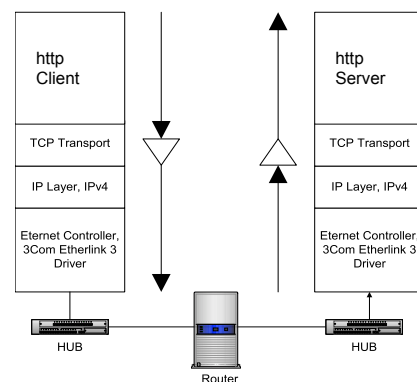 http
Client
TCP Transport
IP Layer, IPv4
Eternet Controller,
3Com Etherlink 3
Driver
HUB
Router
http
Server
TCP Transport
IP Layer, IPv4
Eternet Controller,
3Com Etherlink 3
Driver
HUB